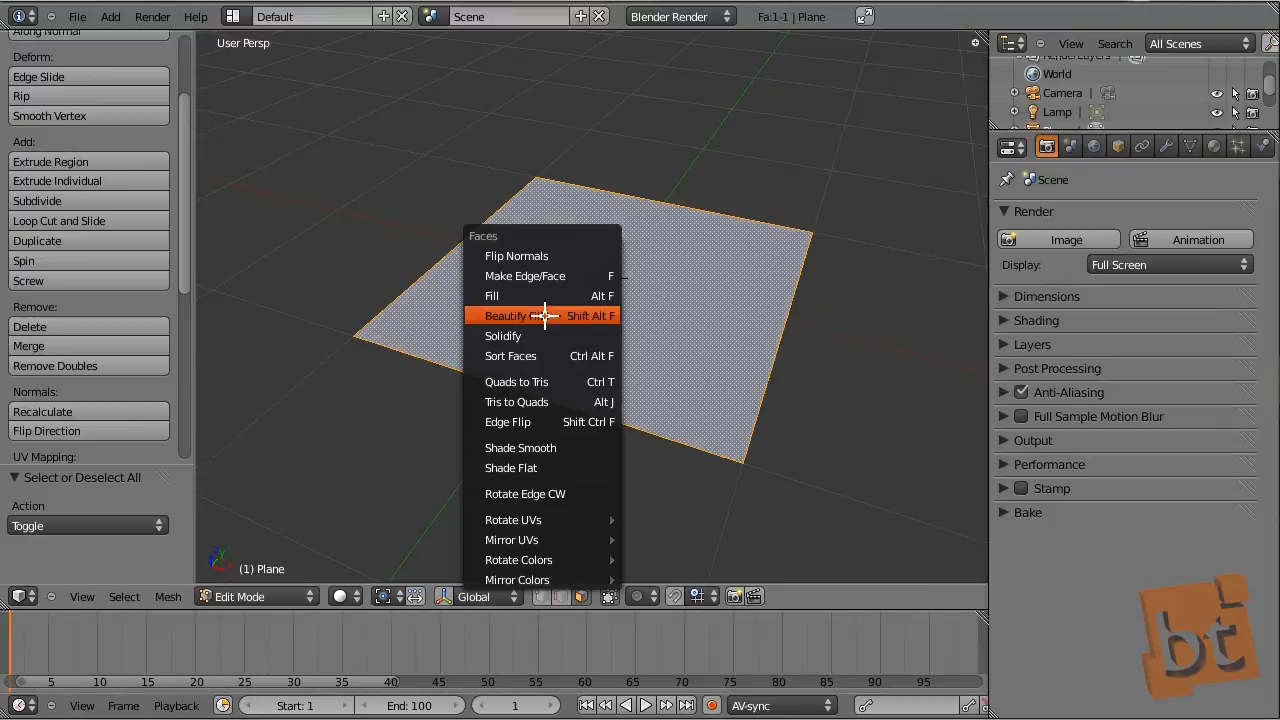 File Add Render Help Default Scene Blender Render Fa:1-1 | Plane
Along Normal
Deform:
Edge Slide
Rip
Smooth Vertex
Add:
Extrude Region
Extrude Individual
Subdivide
Loop Cut and Slide
Duplicate
Spin
Screw
Remove:
Delete
Merge
Remove Doubles
Normals:
Recalculate
Flip Direction
UV Mapping:
Select or Deselect All
Action
Toggle
User Persp
Faces
Flip Normals
Make Edge/Face F
Fill Alt F
Beautify Shift Alt F
Solidify
Sort Faces Ctrl Alt F
Quads to Tris Ctrl T
Tris to Quads Alt J
Edge Flip Shift Ctrl F
Shade Smooth
Shade Flat
Rotate Edge CW
Rotate UVs
Mirror UVs
Rotate Colors
Mirror Colors
(1) Plane
View Select Mesh Edit Mode Global
5 10 15 20 25 30 35 40 45 50 55 60 65 70 75 80 85 90 95
View Frame Playback Start: 1 End: 100 1 AV-sync
View Search All Scenes
RenderLayers
World
Camera
Lamp
Scene
Render
Image Animation
Display: Full Screen
Dimensions
Shading
Layers
Post Processing
Anti-Aliasing
Full Sample Motion Blur
Output
Performance
Stamp
Bake
bt